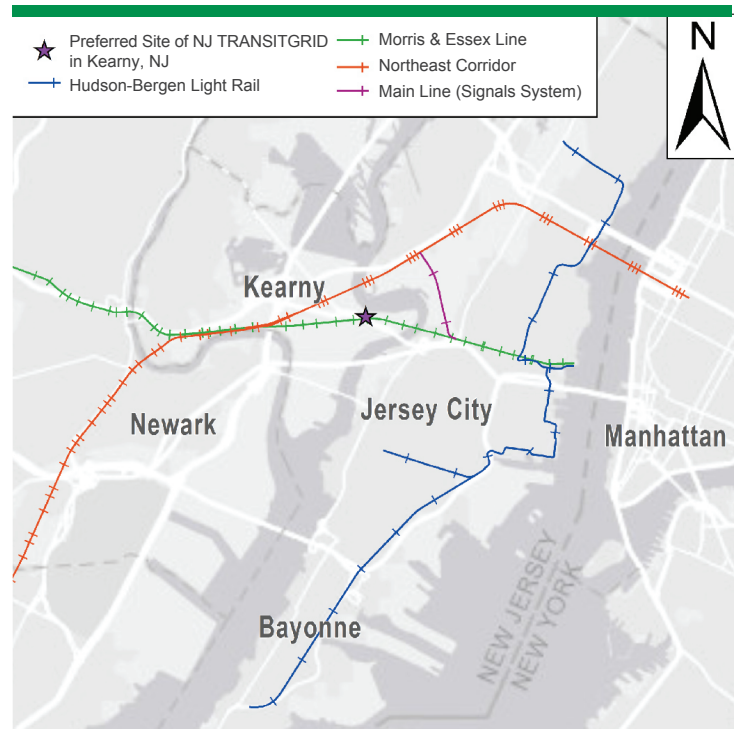 Preferred Site of NJ TRANSITGRID
in Kearny, NJ
Hudson-Bergen Light Rail
Morris & Essex Line
Northeast Corridor
Main Line (Signals System)
N
Kearny
Newark
Jersey City
Manhattan
Bayonne
NEW JERSEY
NEW YORK